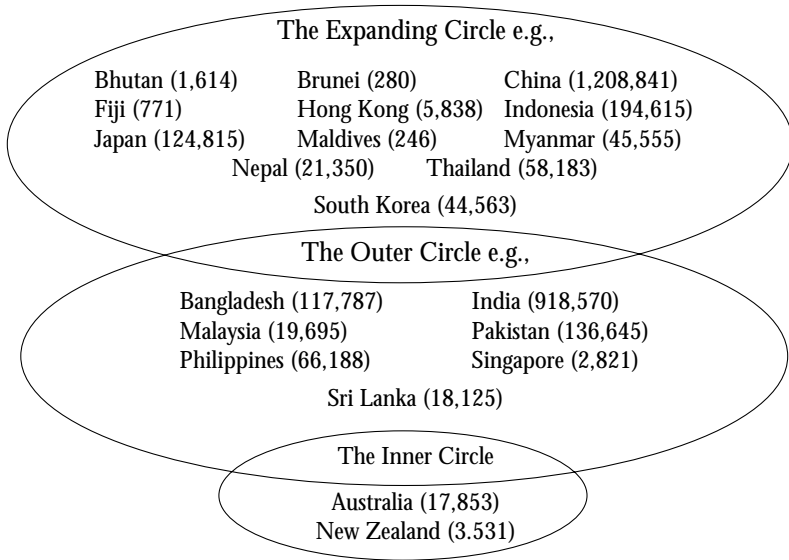 The Expanding Circle e.g.,
Bhutan (1,614) Brunei (280) China (1,208,841)
Fiji (771) Hong Kong (5,838) Indonesia (194,615)
Japan (124,815) Maldives (246) Myanmar (45,555)
Nepal (21,350) Thailand (58,183)
South Korea (44,563)
The Outer Circle e.g.,
Bangladesh (117,787) India (918,570)
Malaysia (19,695) Pakistan (136,645)
Philippines (66,188) Singapore (2,821)
Sri Lanka (18,125)
The Inner Circle
Australia (17,853)
New Zealand (3.531)